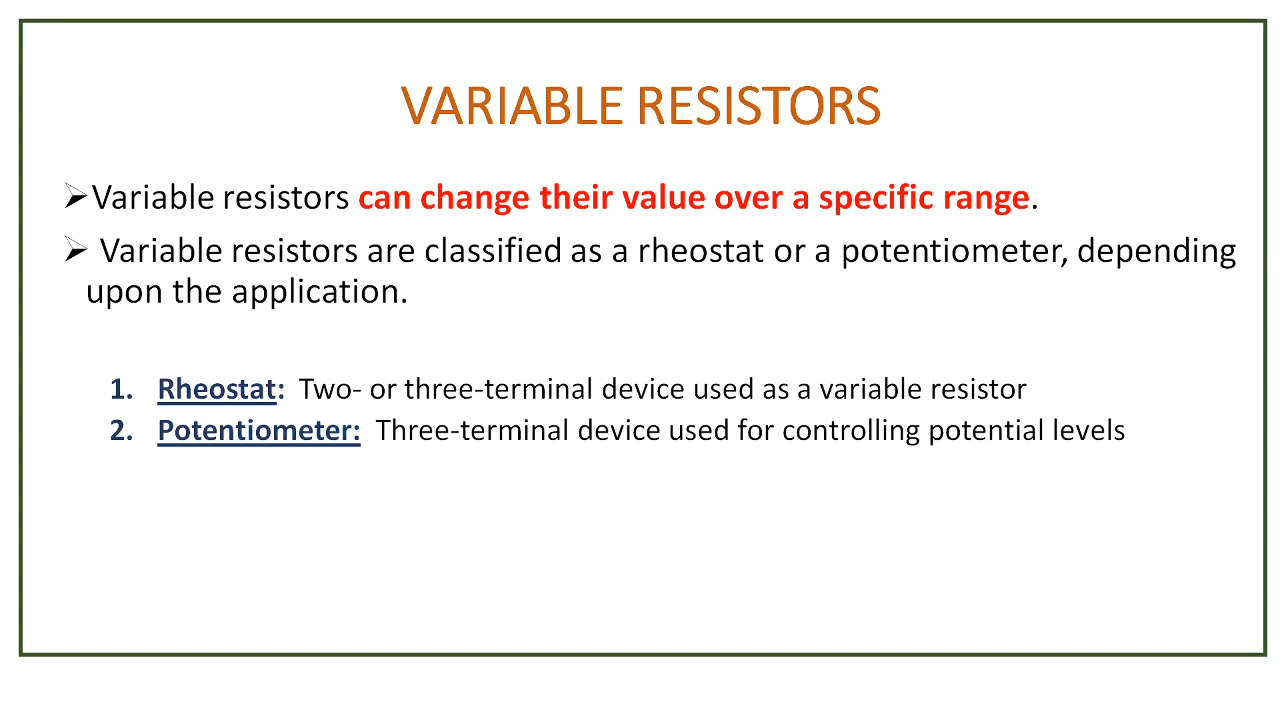 VARIABLE RESISTORS
➢Variable resistors can change their value over a specific range.
➢ Variable resistors are classified as a rheostat or a potentiometer, depending
upon the application.
1. Rheostat: Two- or three-terminal device used as a variable resistor
2. Potentiometer: Three-terminal device used for controlling potential levels